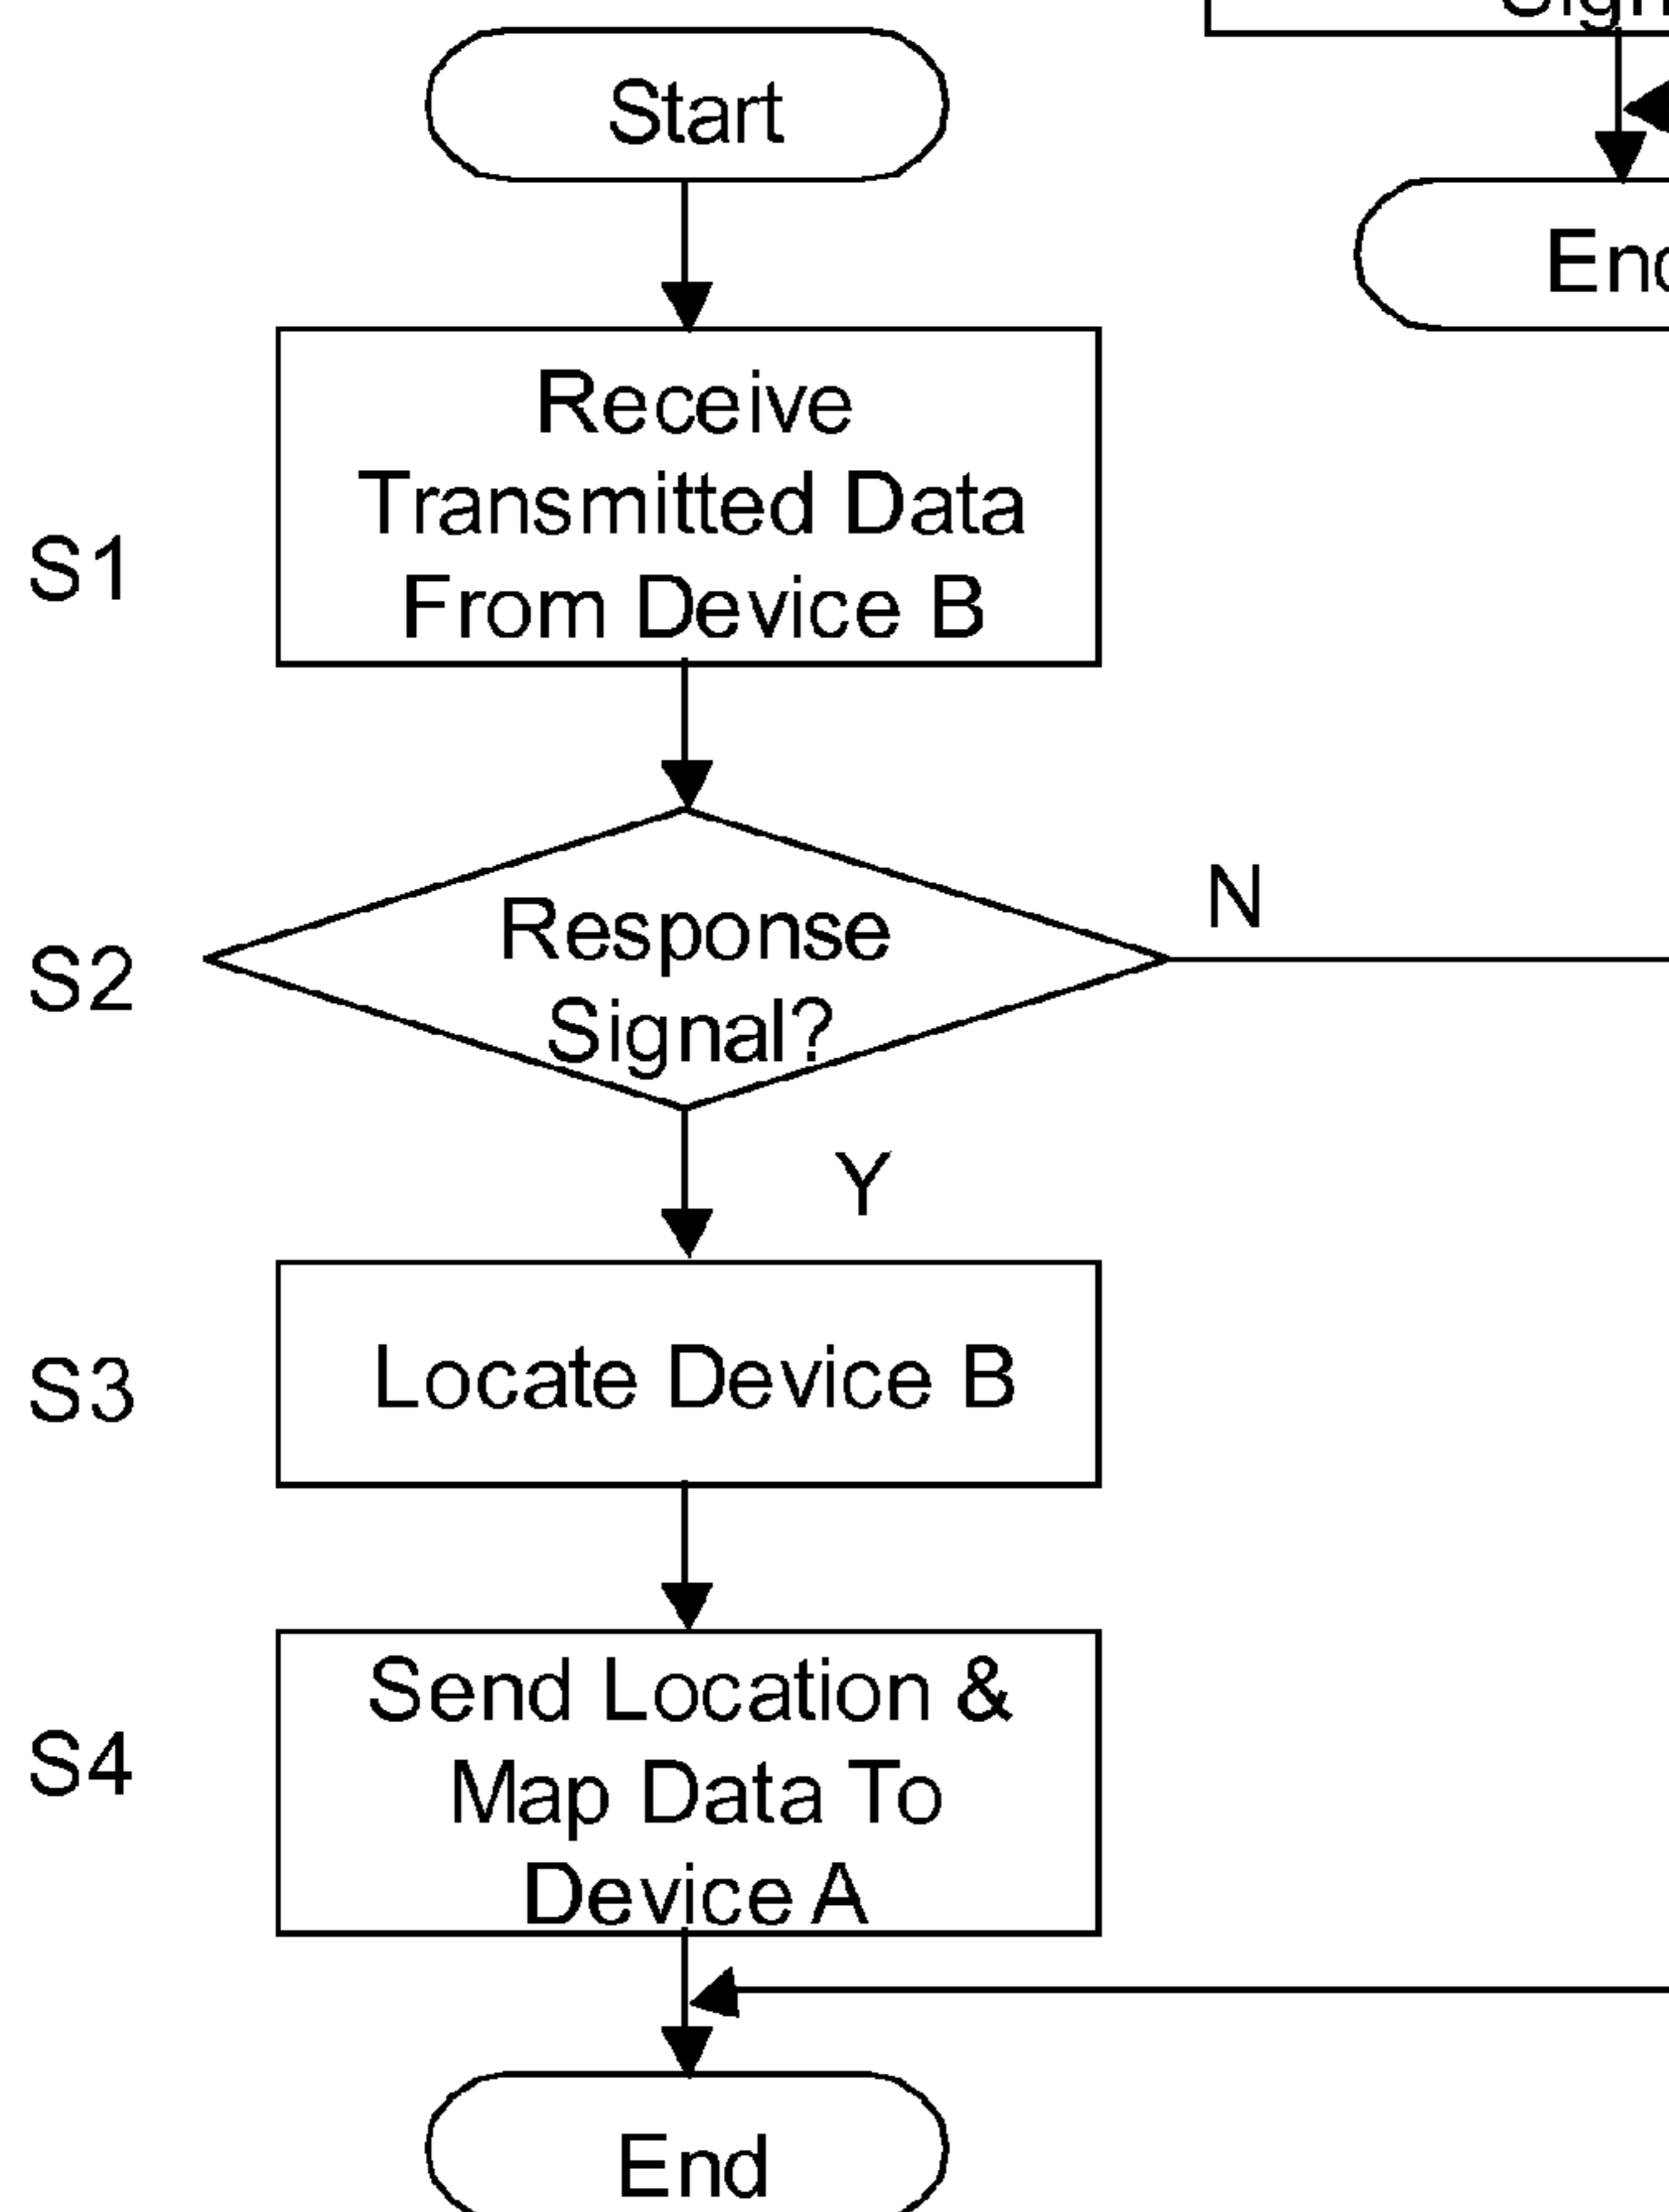 Start
Receive
Transmitted Data
From Device B
S1
Response
Signal?
N
S2
Y
Locate Device B
S3
Send Location &
Map Data To
Device A
S4
End